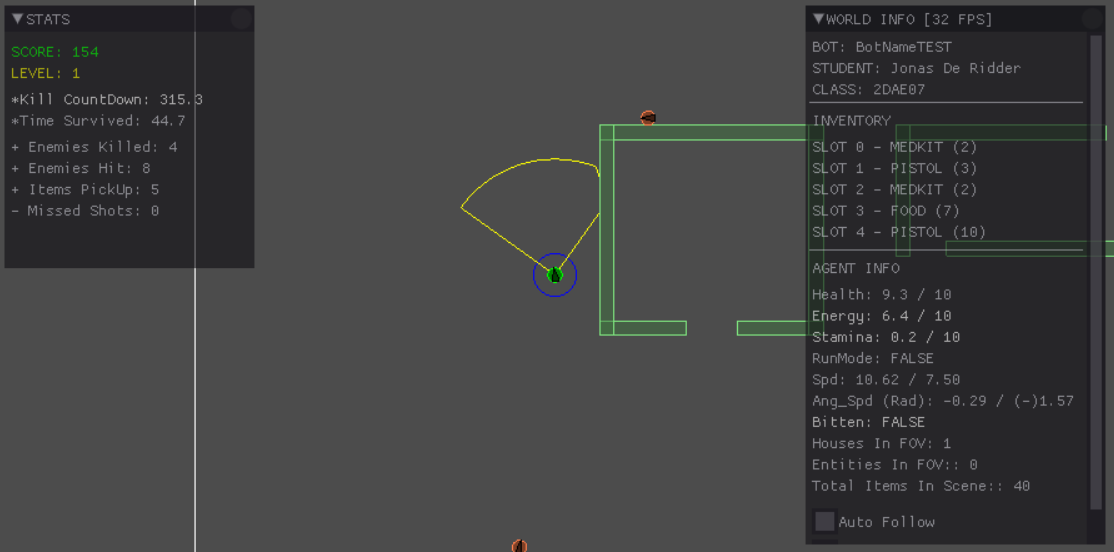 ▼STATS
SCORE: 154
LEVEL: 1
*Kill CountDown: 315.3
*Time Survived: 44.7
+ Enemies Killed: 4
+ Enemies Hit: 8
+ Items PickUp: 5
- Missed Shots: 0
▼WORLD INFO [32 FPS]
BOT: BotNameTEST
STUDENT: Jonas De Ridder
CLASS: 2DAE07
INVENTORY
SLOT 0 - MEDKIT (2)
SLOT 1 - PISTOL (3)
SLOT 2 - MEDKIT (2)
SLOT 3 - FOOD (7)
SLOT 4 - PISTOL (10)
AGENT INFO
Health: 9.3 / 10
Energy: 6.4 / 10
Stamina: 0.2 / 10
RunMode: FALSE
Spd: 10.62 / 7.50
Ang_Spd (Rad): -0.29 / (-)1.57
Bitten: FALSE
Houses In FOV: 1
Entities In FOV:: 0
Total Items In Scene:: 40
Auto Follow